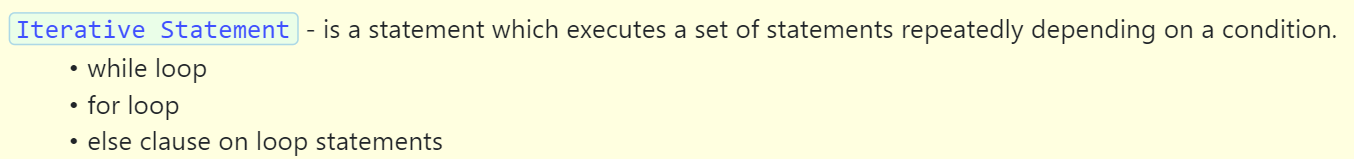 Iterative Statement - is a statement which executes a set of statements repeatedly depending on a condition.
• while loop
• for loop
• else clause on loop statements